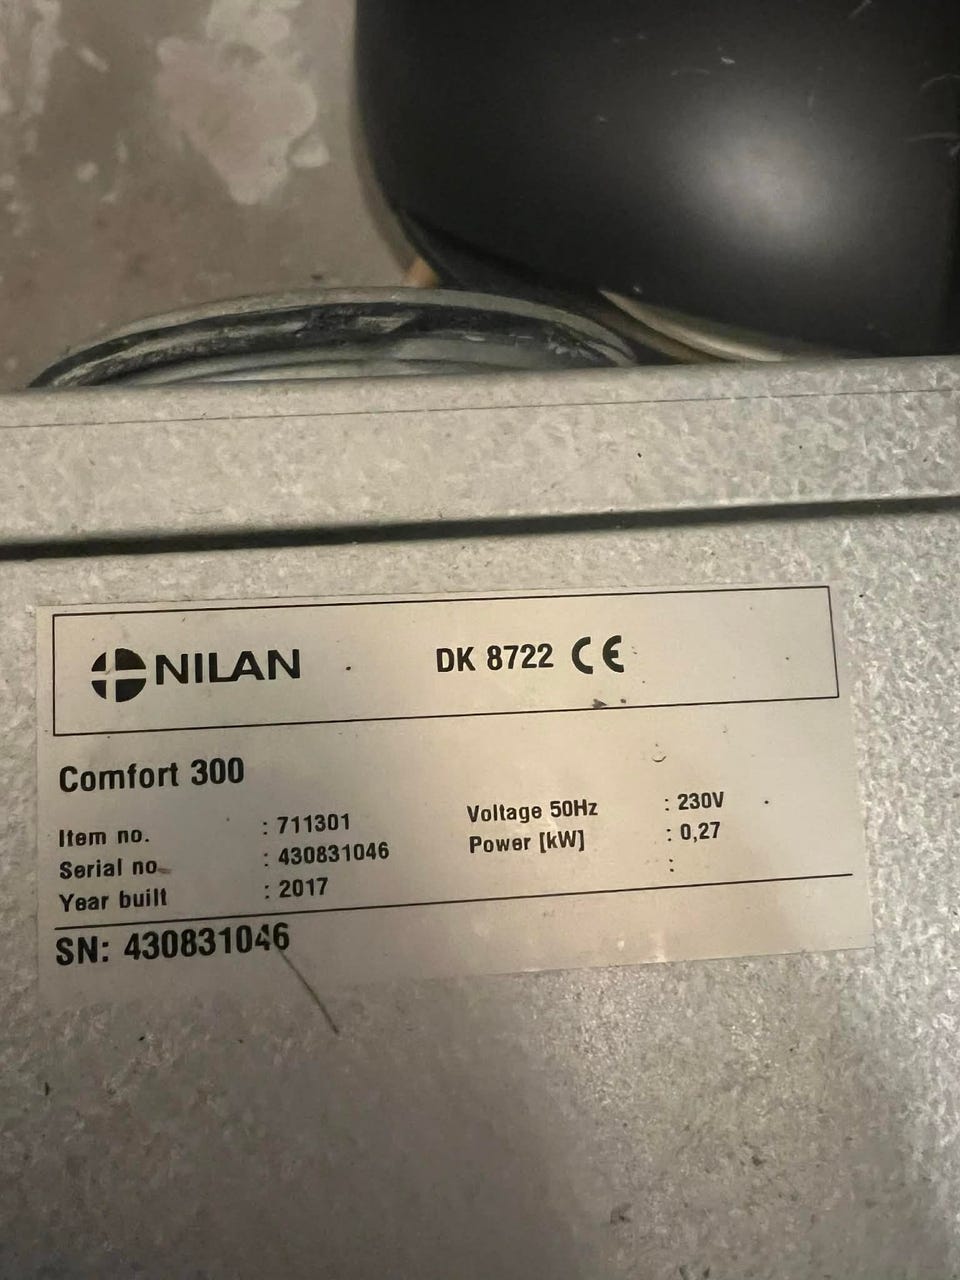 NILAN DK 8722 CE
Comfort 300
Item no. : 711301 Voltage 50Hz : 230V
Serial no. : 430831046 Power [kW] : 0,27
Year built : 2017 :
SN: 430831046